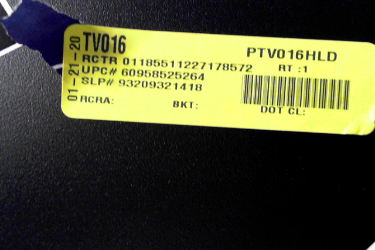 01-21-20
TV016
PTV016HLD
RCTR 01185511227178572
RT :1
UPC# 60958525264
SLP# 93209321418
RCRA:
BKT:
DOT CL: